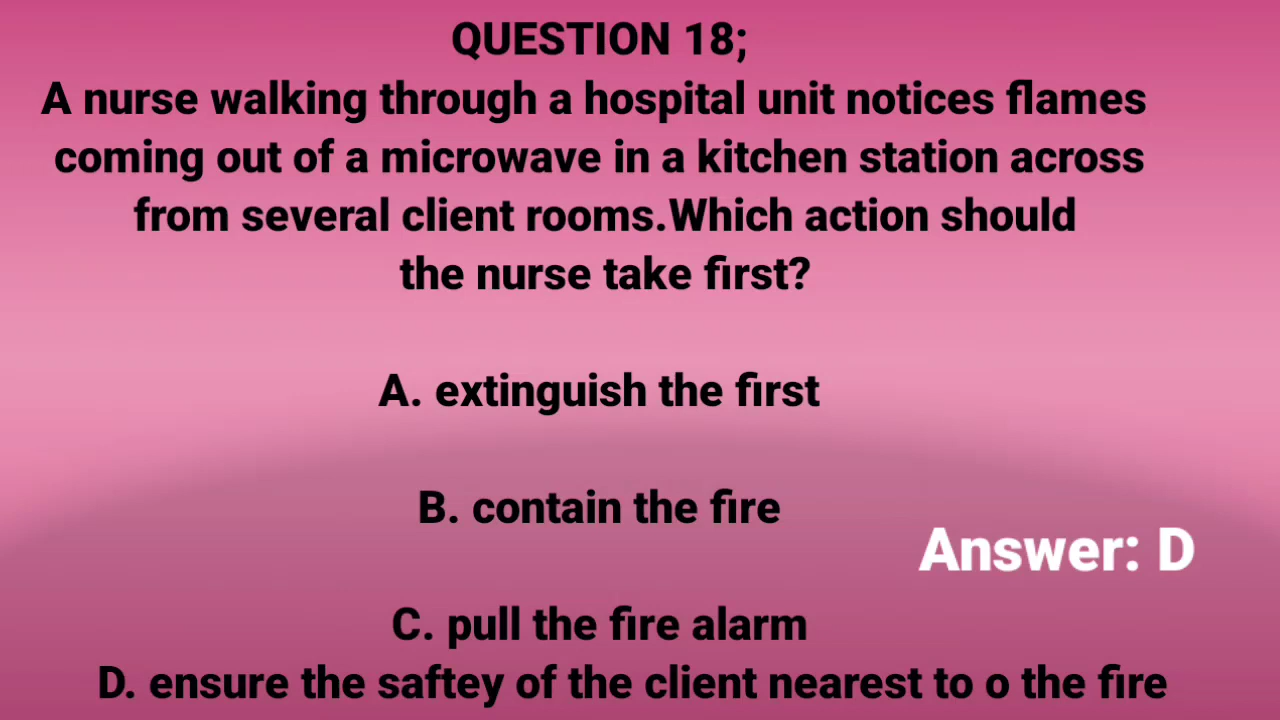 QUESTION 18;
A nurse walking through a hospital unit notices flames
coming out of a microwave in a kitchen station across
from several client rooms.Which action should
the nurse take first?
A. extinguish the first
B. contain the fire
Answer: D
C. pull the fire alarm
D. ensure the saftey of the client nearest to o the fire